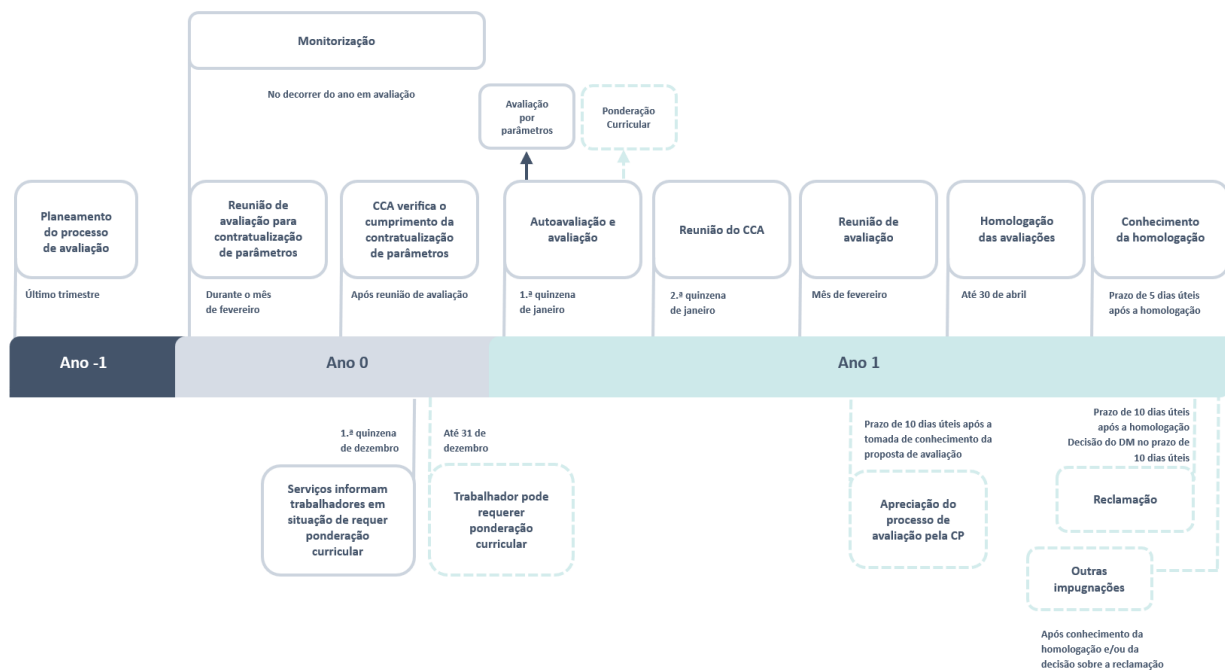 Monitorização
No decorrer do ano em avaliação
Avaliação
por
parâmetros
Ponderação
Curricular
Planeamento
do processo
de avaliação
Último trimestre
Reunião de
avaliação para
contratualização
de parâmetros
Durante o mês
de fevereiro
CCA verifica o
cumprimento da
contratualização
de parâmetros
Após reunião de avaliação
Autoavaliação e
avaliação
1.ª quinzena
de janeiro
Reunião do CCA
2.ª quinzena
de janeiro
Reunião de
avaliação
Mês de fevereiro
Homologação
das avaliações
Até 30 de abril
Conhecimento
da homologação
Prazo de 5 dias úteis
após a homologação
Ano -1
Ano 0
Ano 1
1.ª quinzena
de dezembro
Serviços informam
trabalhadores em
situação de requer
ponderação
curricular
Até 31 de
dezembro
Trabalhador pode
requerer
ponderação
curricular
Prazo de 10 dias úteis após a
tomada de conhecimento da
proposta de avaliação
Apreciação do
processo de
avaliação pela CP
Prazo de 10 dias úteis
após a homologação
Decisão do DM no prazo de
10 dias úteis
Reclamação
Outras
impugnações
Após conhecimento da
homologação e/ou da
decisão sobre a reclamação